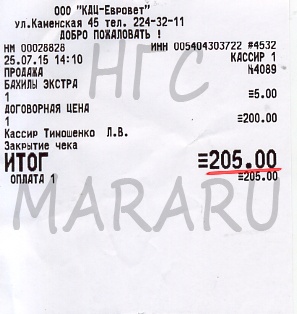 ООО "КДЦ-Евровет"
ул.Каменская 45 тел. 224-32-11
ДОБРО ПОЖАЛОВАТЬ !
НМ 00028828 ИНН 005404303722 #4532
25.07.15 14:10 КАССИР 1
ПРОДАЖА №4089
БАХИЛЫ ЭКСТРА
1 ≡5.00
ДОГОВОРНАЯ ЦЕНА
1 ≡200.00
Кассир Тимошенко Л.В.
Закрытие чека
ИТОГ ≡205.00
ОПЛАТА 1 ≡205.00
НГС
MARARU